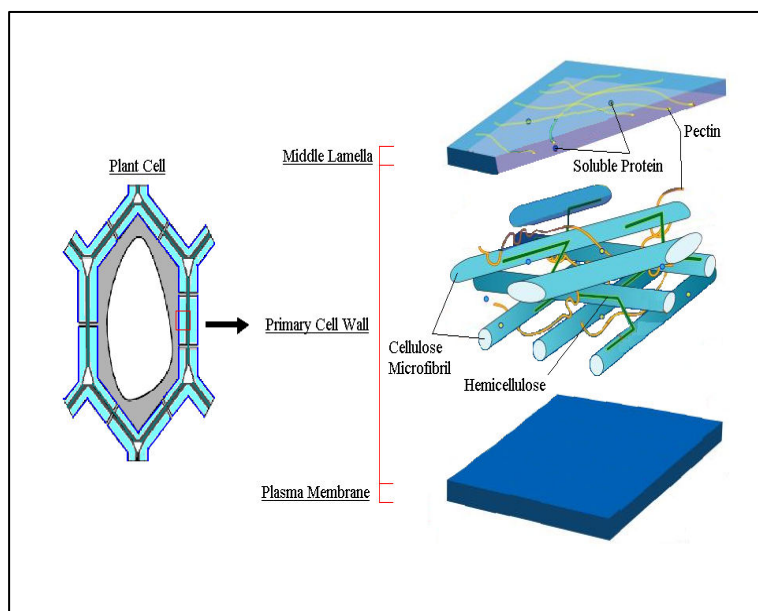 Pectin
Soluble Protein
Middle Lamella
Plant Cell
Primary Cell Wall
Cellulose
Microfibril
Hemicellulose
Plasma Membrane